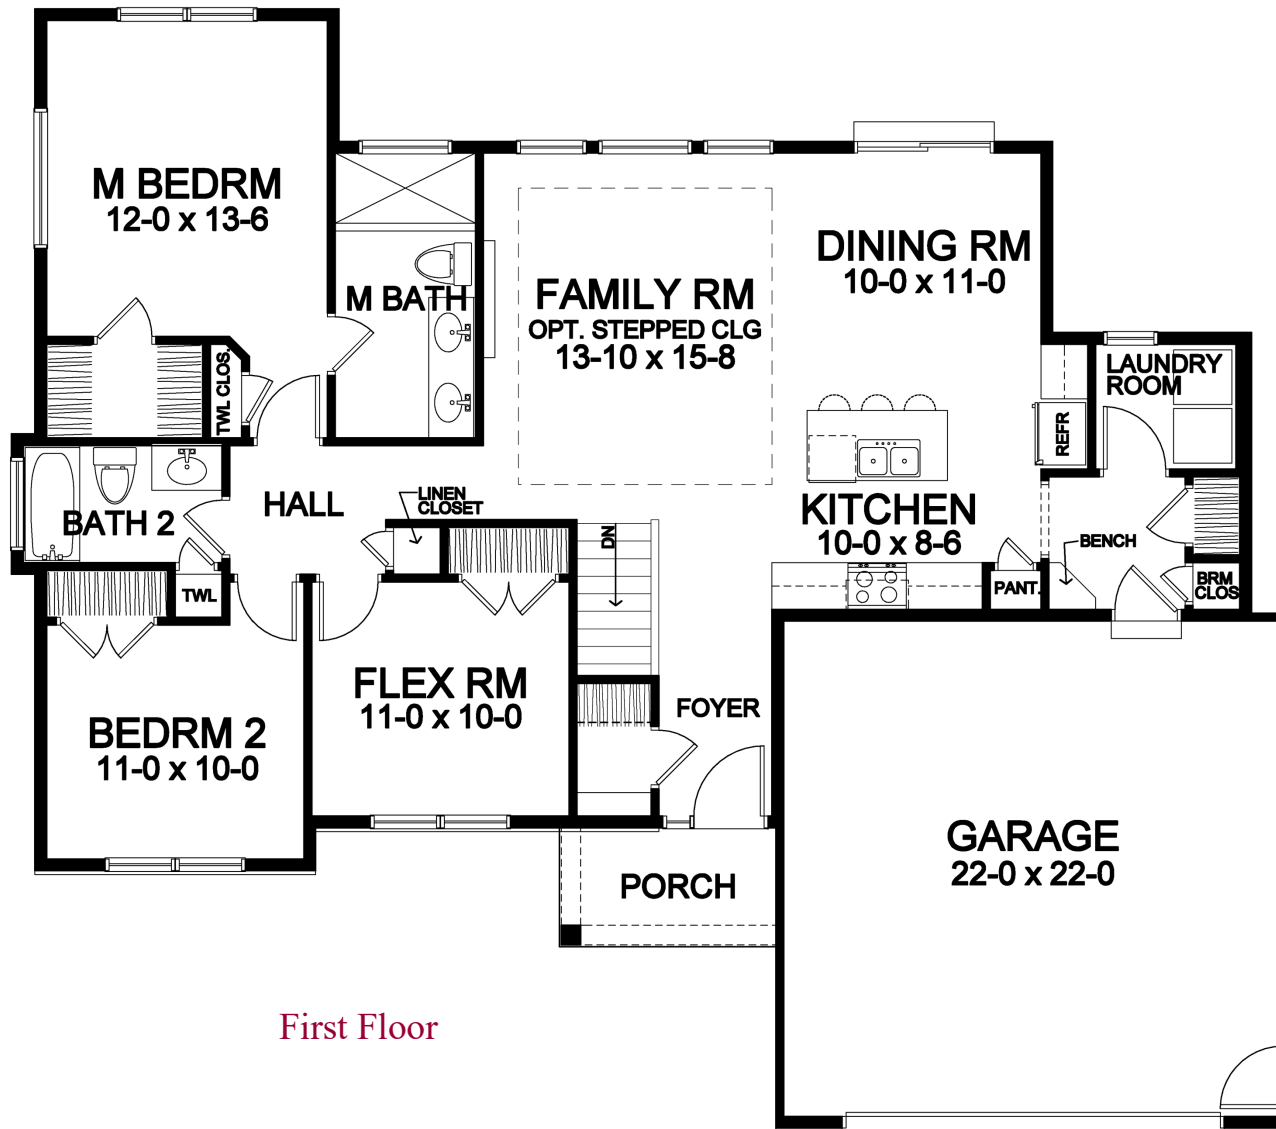 M BEDRM
12-0 x 13-6
M BATH
FAMILY RM
OPT. STEPPED CLG
13-10 x 15-8
DINING RM
10-0 x 11-0
LAUNDRY
ROOM
TWL CLOS.
REFR
HALL
LINEN
CLOSET
BATH 2
KITCHEN
10-0 x 8-6
DN
BENCH
TWL
PANT.
BRM
CLOS
FLEX RM
11-0 x 10-0
FOYER
BEDRM 2
11-0 x 10-0
GARAGE
22-0 x 22-0
PORCH
First Floor